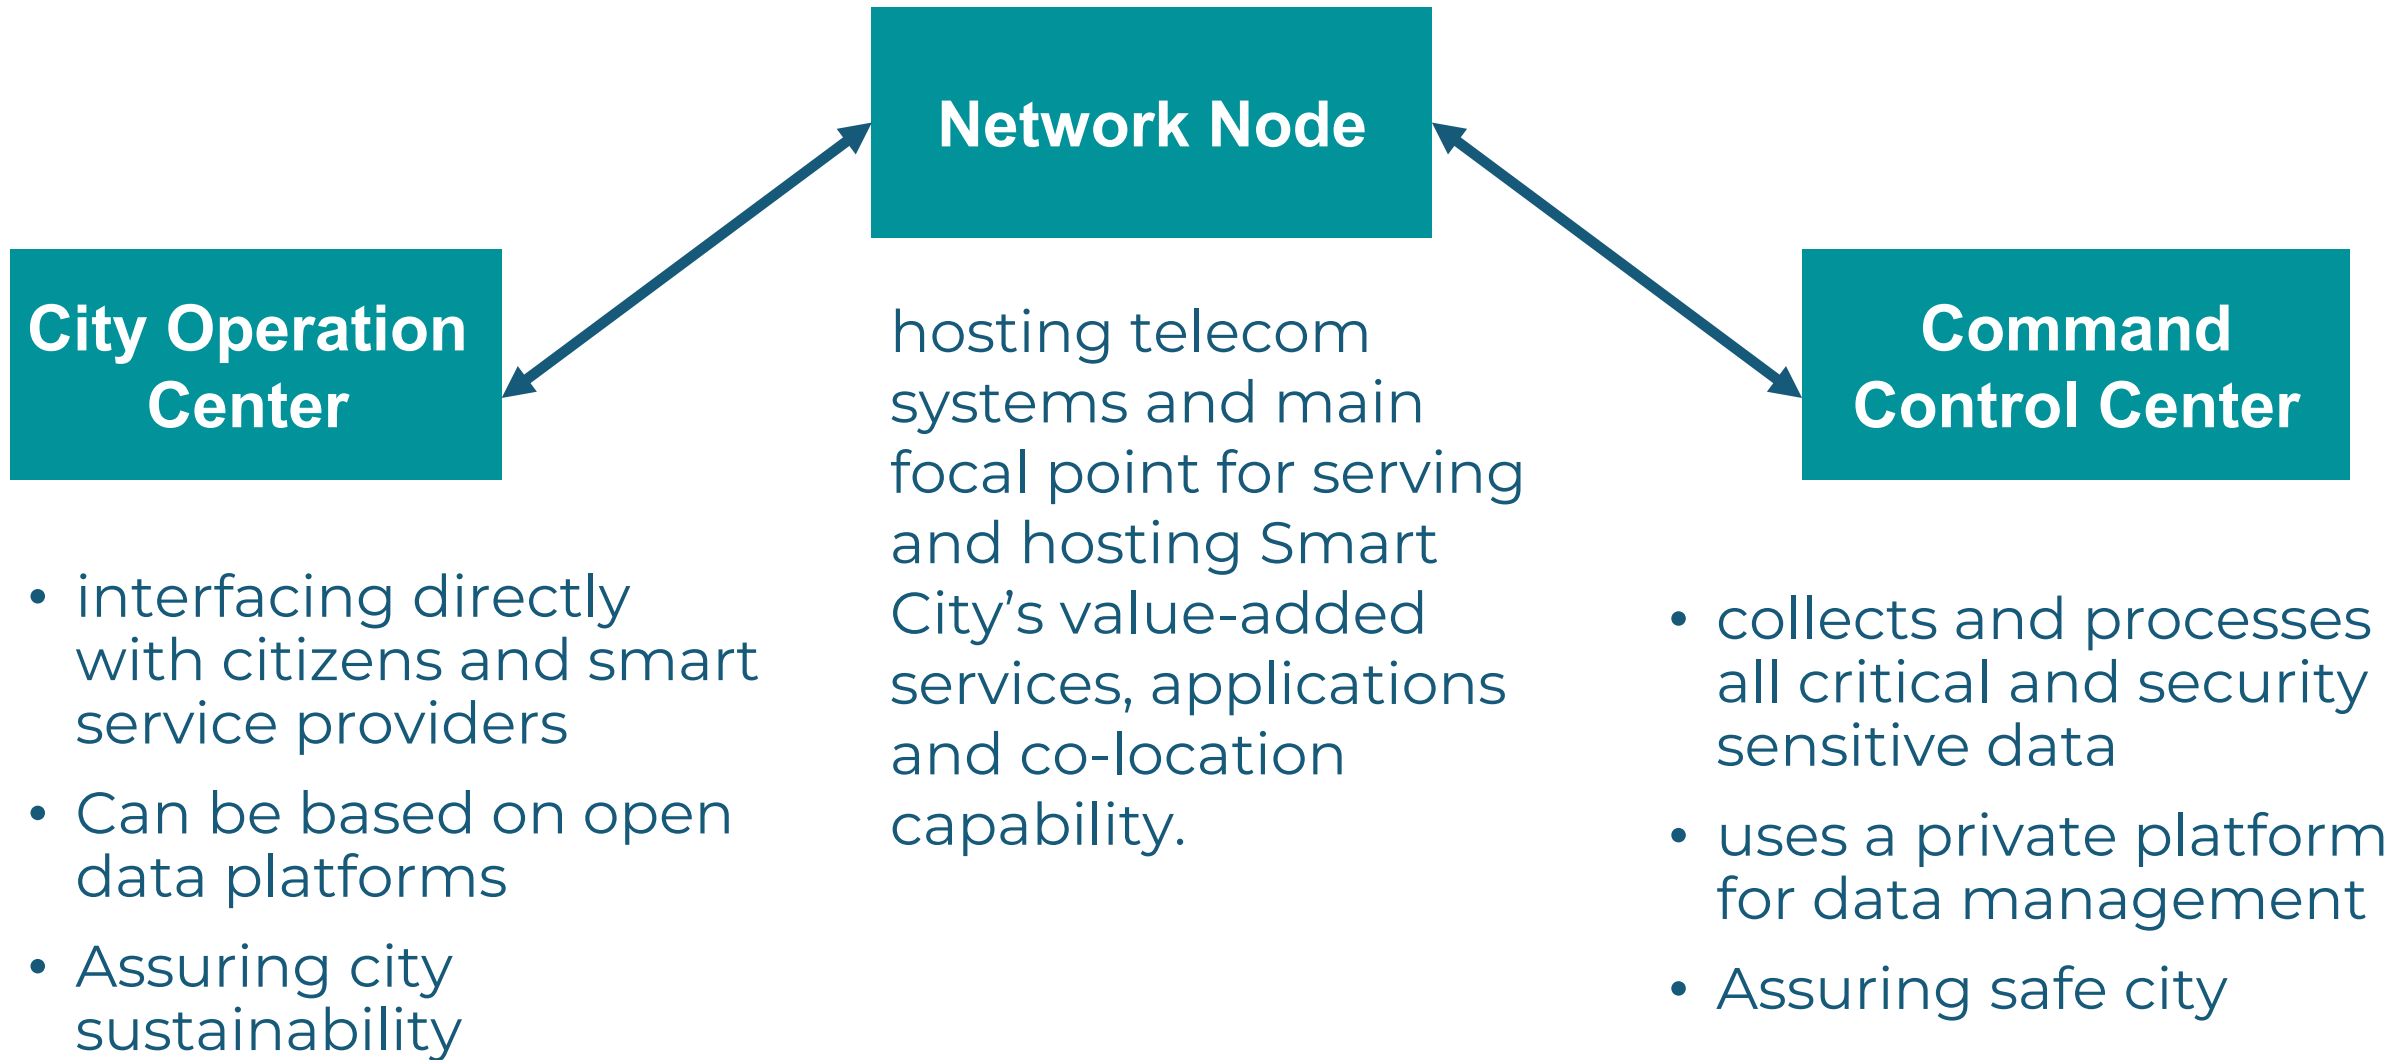 Network Node
City Operation
Center
Command
Control Center
hosting telecom
systems and main
focal point for serving
and hosting Smart
City’s value-added
services, applications
and co-location
capability.
• interfacing directly
with citizens and smart
service providers
• Can be based on open
data platforms
• Assuring city
sustainability
• collects and processes
all critical and security
sensitive data
• uses a private platform
for data management
• Assuring safe city